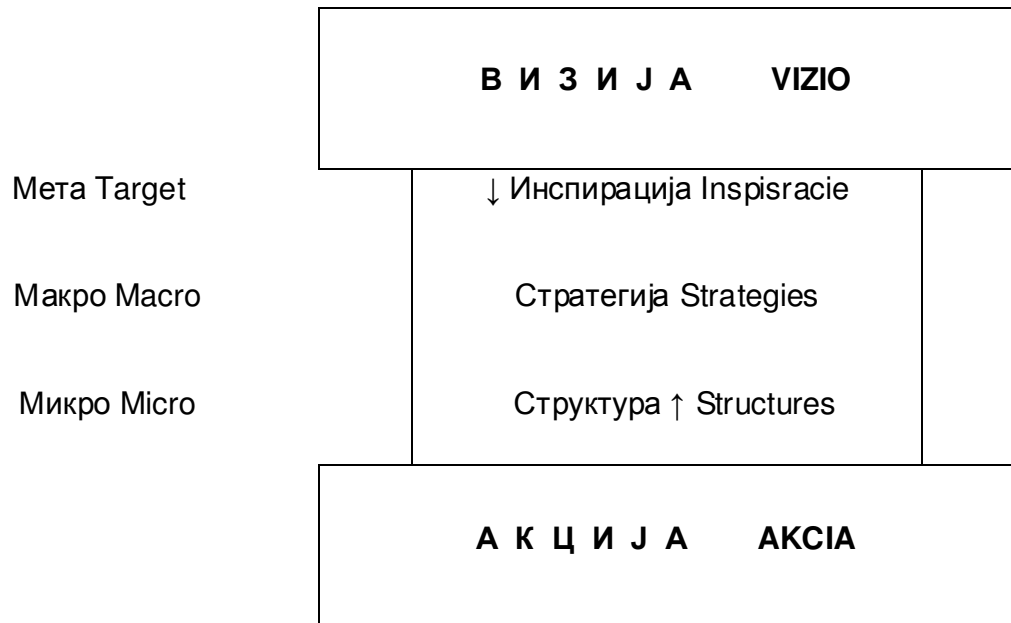 В И З И Ј А VIZIO
Мета Target ↓ Инспирација Inspisracie
Макро Macro Стратегија Strategies
Микро Micro Структура ↑ Structures
А К Ц И Ј А AKCIA